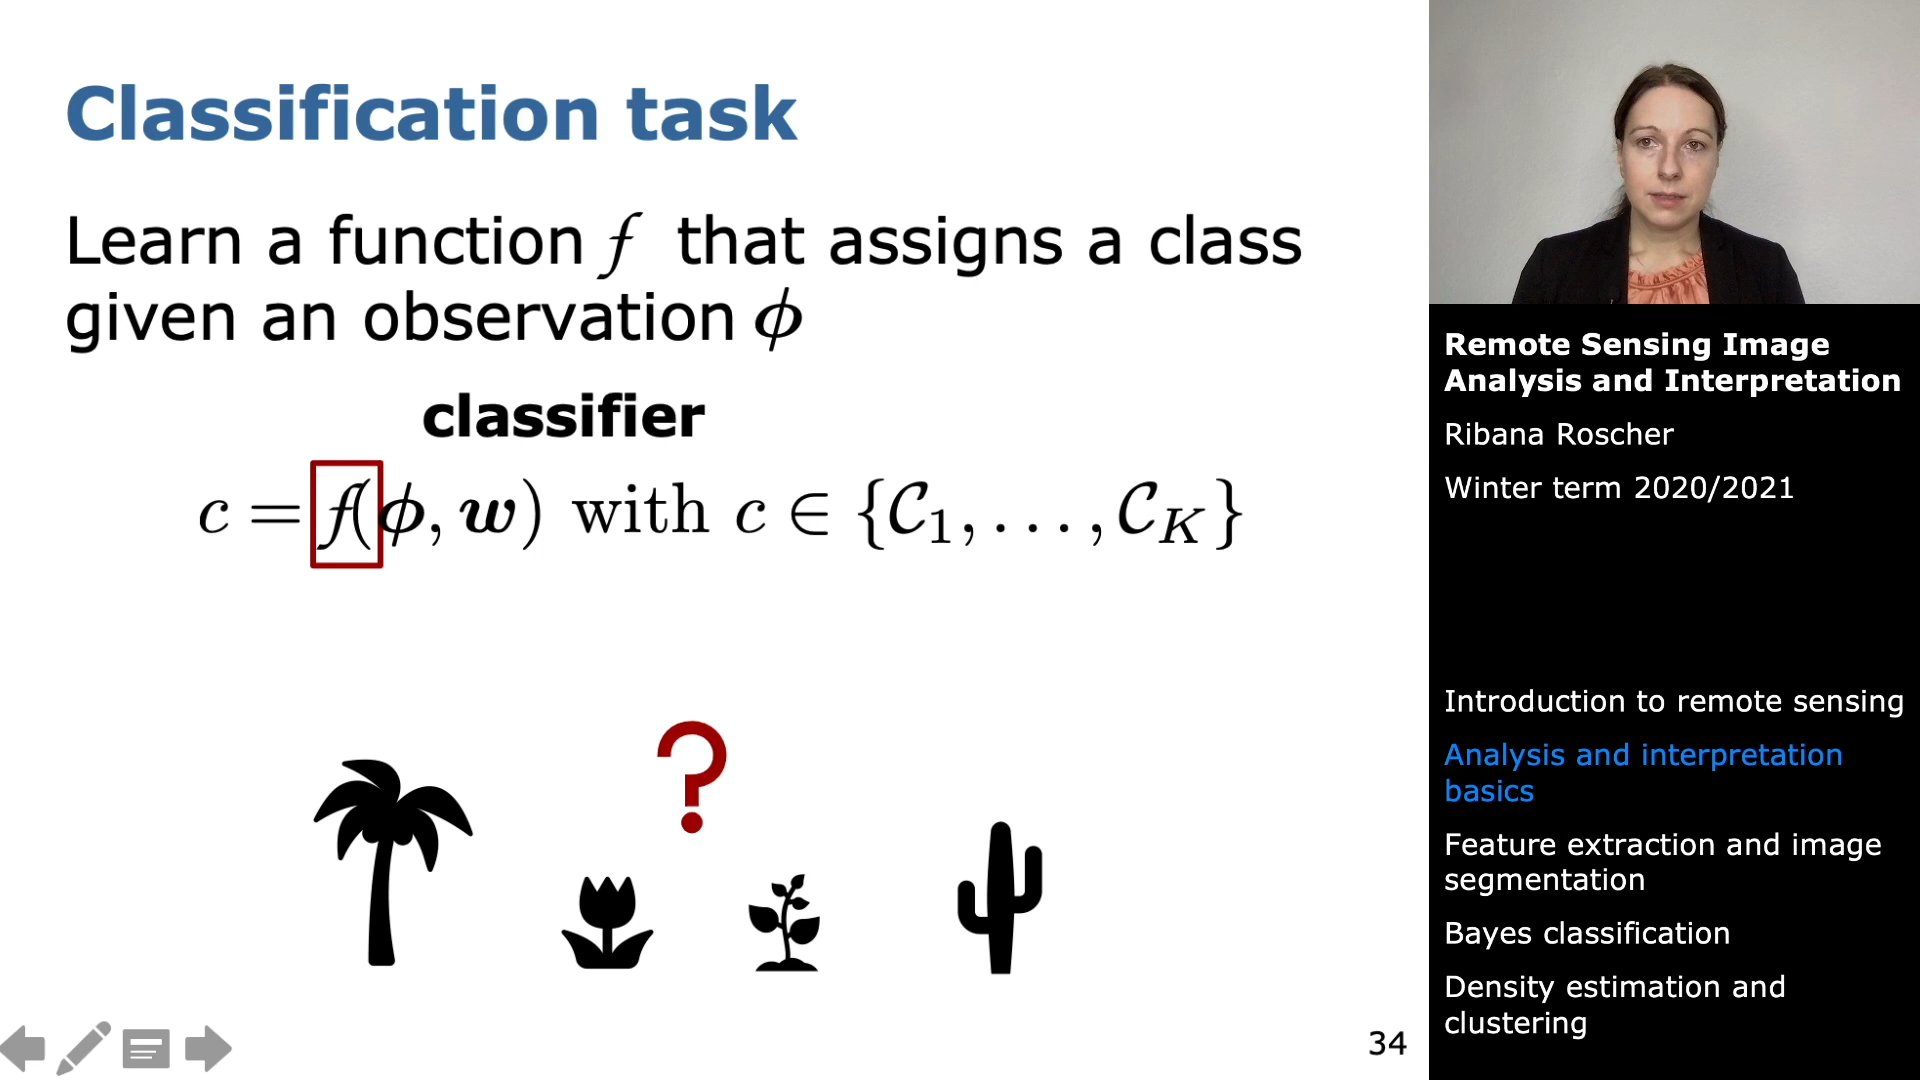 Classification task
Learn a function f that assigns a class
given an observation ϕ
classifier
c = f(ϕ, w) with c ∈ {C₁, . . . , C_K}
?
34
Remote Sensing Image
Analysis and Interpretation
Ribana Roscher
Winter term 2020/2021
Introduction to remote sensing
Analysis and interpretation
basics
Feature extraction and image
segmentation
Bayes classification
Density estimation and
clustering